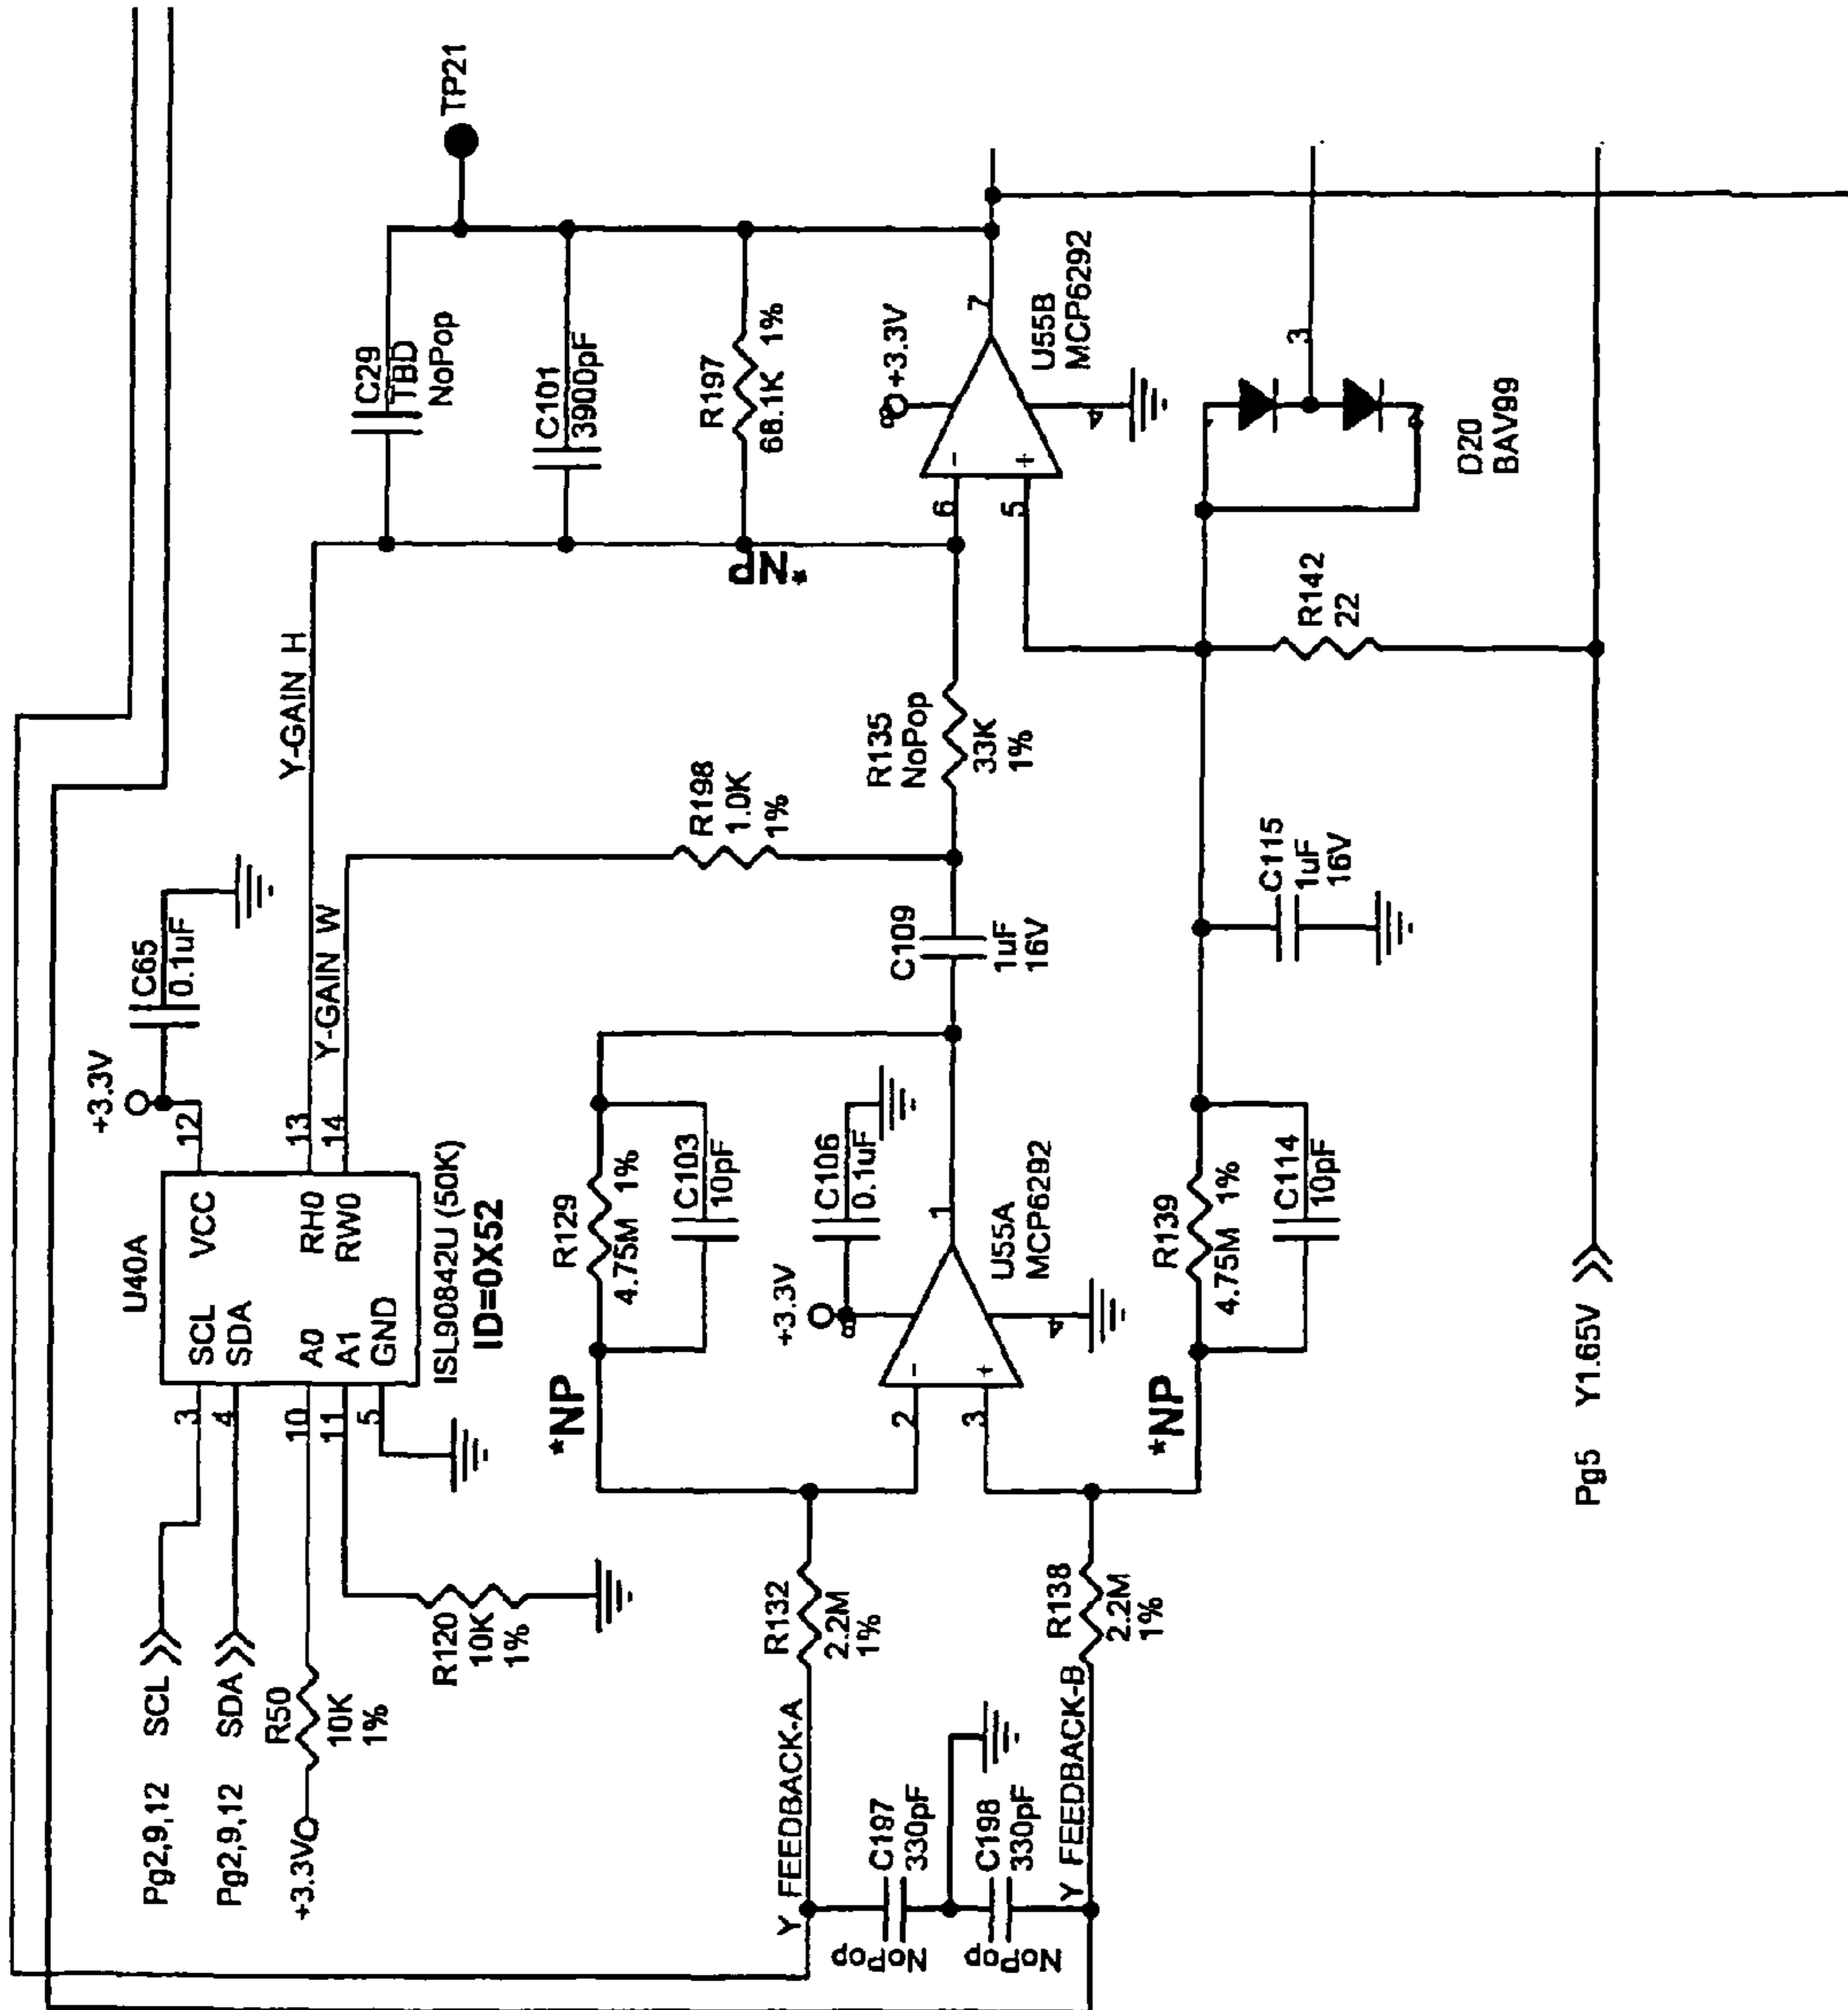 TP21
C29
TBD
NoPop
C101
3900pF
R197
68.1K 1%
*NP
Y-GAIN_H
Y-GAIN_W
C65
0.1uF
+3.3V
12
13
14
U40A
SCL
SDA
A0
A1
GND
VCC
RH0
RW0
ISL90842U (50K)
ID=0X52
3
4
10
11
5
Pg2,9,12 SCL
Pg2,9,12 SDA
R50
10K
1%
+3.3V
R120
10K
1%
R198
1.0K
1%
R135
NoPop
33K
1%
6
5
-
+
7
+3.3V
U55B
MCP6292
C109
1uF
16V
R129
4.75M 1%
C103
10pF
*NP
C106
0.1uF
+3.3V
2
3
-
+
1
U55A
MCP6292
R132
2.2M
1%
Y FEEDBACK-A
C197
330pF
NoPop
C198
330pF
NoPop
Y FEEDBACK-B
R138
2.2M
1%
*NP
R139
4.75M 1%
C114
10pF
C115
1uF
16V
R142
22
3
D20
BAV99
Pg5 Y1.65V